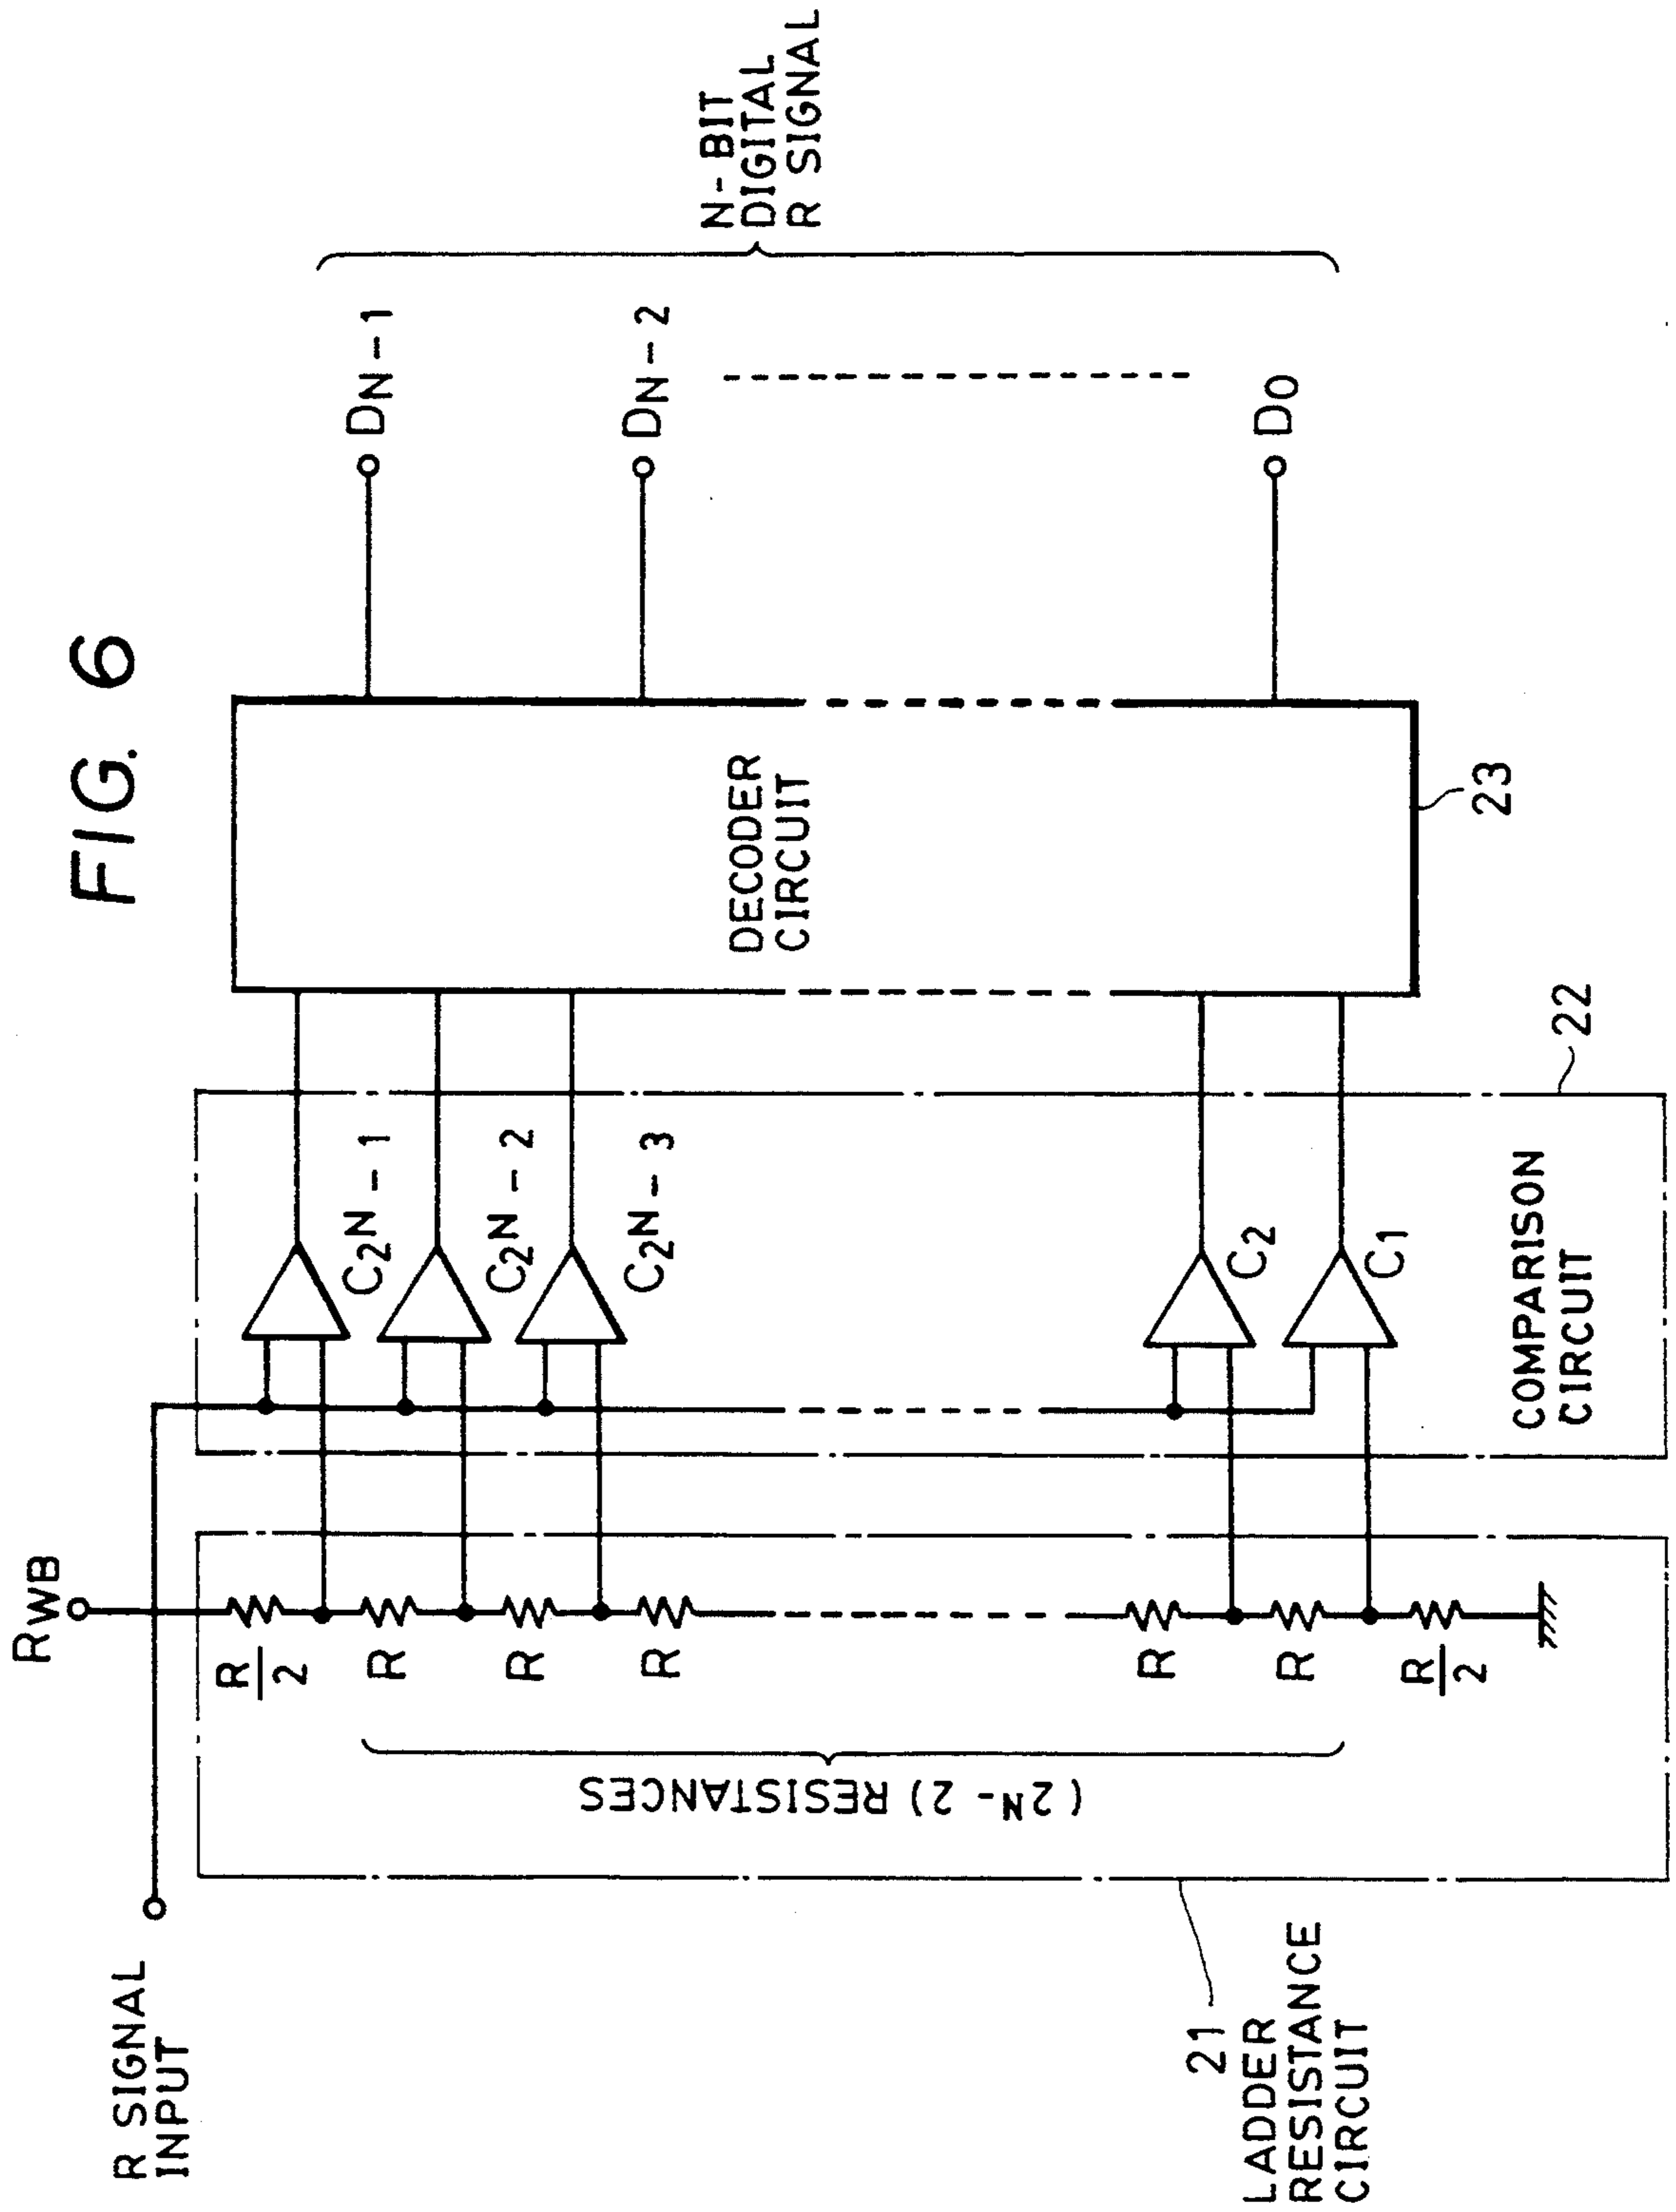 FIG. 6
R SIGNAL
INPUT
RWB
R/2
R
R
R
R
R
R/2
(2N-2) RESISTANCES
21
LADDER
RESISTANCE
CIRCUIT
C2N-1
C2N-2
C2N-3
C2
C1
COMPARISON
CIRCUIT
22
DECODER
CIRCUIT
23
DN-1
DN-2
D0
N-BIT
DIGITAL
R SIGNAL